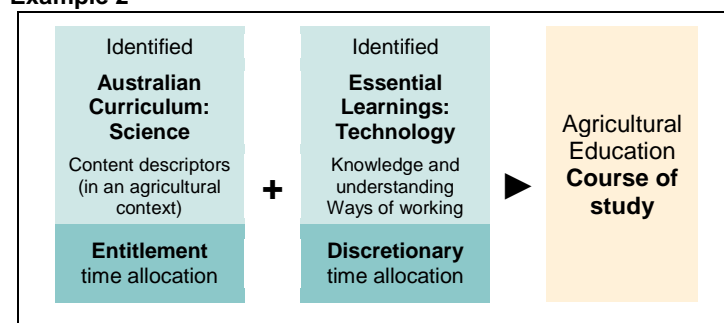 Example 2
Identified
Australian
Curriculum:
Science
Content descriptors
(in an agricultural
context)
Entitlement
time allocation
+
Identified
Essential
Learnings:
Technology
Knowledge and
understanding
Ways of working
Discretionary
time allocation
►
Agricultural
Education
Course of
study